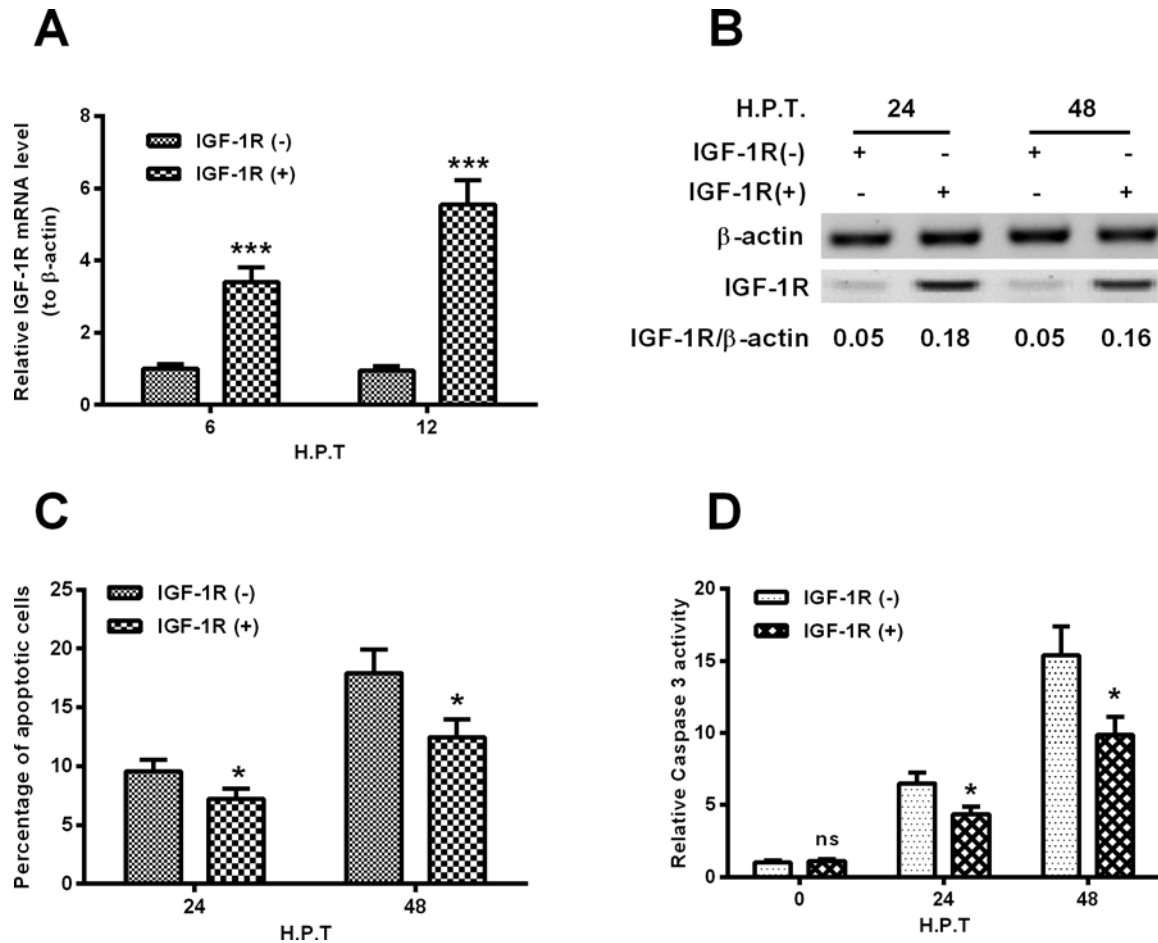 A
Relative IGF-1R mRNA level
(to β-actin)
8
6
4
2
0
IGF-1R (-)
IGF-1R (+)
***
***
6
12
H.P.T
B
H.P.T.
24
48
IGF-1R(-)
+
-
+
-
IGF-1R(+)
-
+
-
+
β-actin
IGF-1R
IGF-1R/β-actin
0.05
0.18
0.05
0.16
C
Percentage of apoptotic cells
25
20
15
10
5
0
IGF-1R (-)
IGF-1R (+)
*
*
24
48
H.P.T
D
Relative Caspase 3 activity
20
15
10
5
0
IGF-1R (-)
IGF-1R (+)
ns
*
*
0
24
48
H.P.T